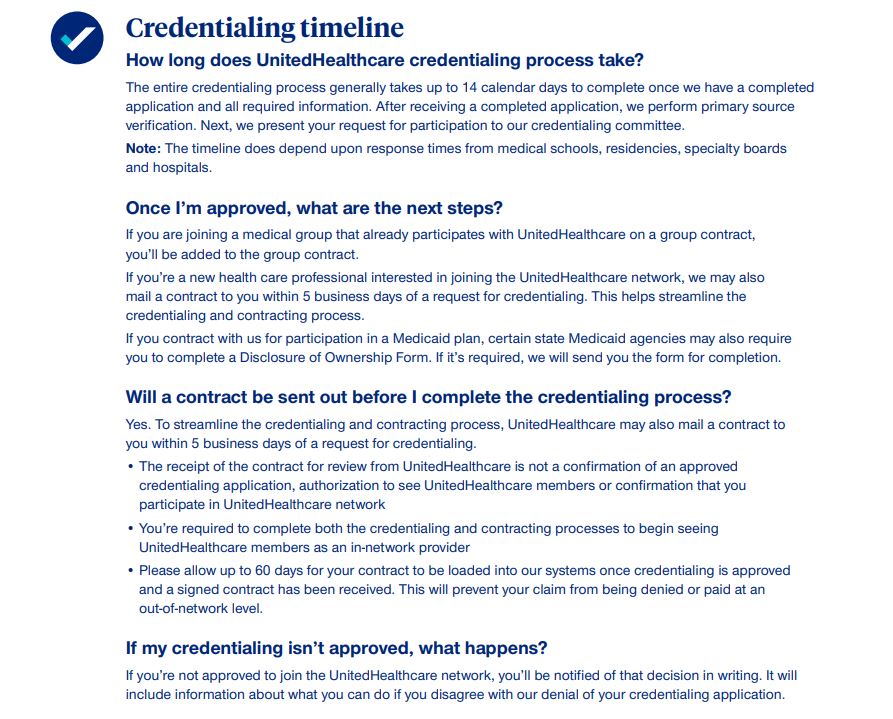 Credentialing timeline
How long does UnitedHealthcare credentialing process take?
The entire credentialing process generally takes up to 14 calendar days to complete once we have a completed
application and all required information. After receiving a completed application, we perform primary source
verification. Next, we present your request for participation to our credentialing committee.
Note: The timeline does depend upon response times from medical schools, residencies, specialty boards
and hospitals.
Once I’m approved, what are the next steps?
If you are joining a medical group that already participates with UnitedHealthcare on a group contract,
you’ll be added to the group contract.
If you’re a new health care professional interested in joining the UnitedHealthcare network, we may also
mail a contract to you within 5 business days of a request for credentialing. This helps streamline the
credentialing and contracting process.
If you contract with us for participation in a Medicaid plan, certain state Medicaid agencies may also require
you to complete a Disclosure of Ownership Form. If it’s required, we will send you the form for completion.
Will a contract be sent out before I complete the credentialing process?
Yes. To streamline the credentialing and contracting process, UnitedHealthcare may also mail a contract to
you within 5 business days of a request for credentialing.
• The receipt of the contract for review from UnitedHealthcare is not a confirmation of an approved
credentialing application, authorization to see UnitedHealthcare members or confirmation that you
participate in UnitedHealthcare network
• You’re required to complete both the credentialing and contracting processes to begin seeing
UnitedHealthcare members as an in-network provider
• Please allow up to 60 days for your contract to be loaded into our systems once credentialing is approved
and a signed contract has been received. This will prevent your claim from being denied or paid at an
out-of-network level.
If my credentialing isn’t approved, what happens?
If you’re not approved to join the UnitedHealthcare network, you’ll be notified of that decision in writing. It will
include information about what you can do if you disagree with our denial of your credentialing application.